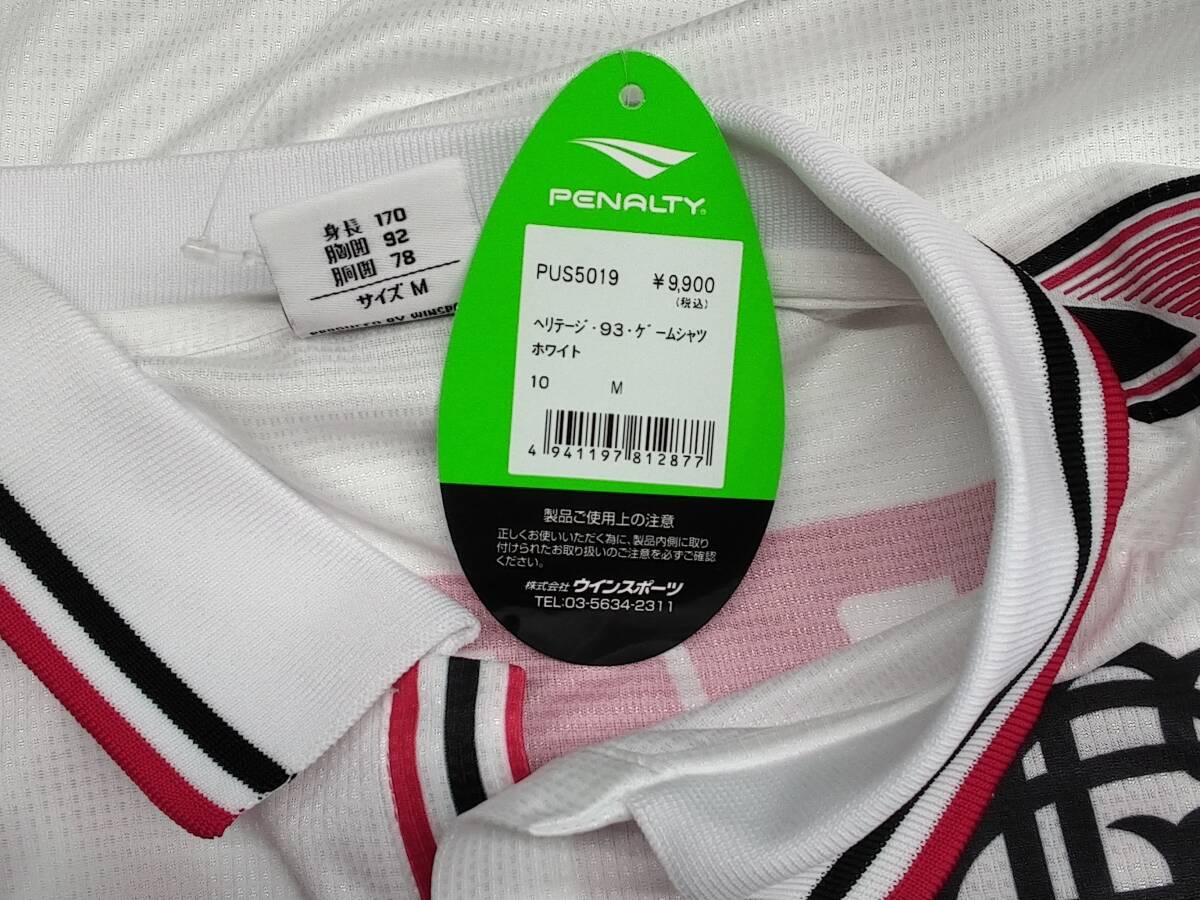 身長 170
胸囲 92
胴囲 78
サイズ M
PRODUCED BY
PENALTY
PUS5019 ¥9,900
(税込)
ヘリテージ・93・ゲームシャツ
ホワイト
10 M
4 941197 812877
製品ご使用上の注意
正しくお使いいただく為に、製品内側に取り
付けられたお取り扱いのご注意を必ずご確認
ください。
株式会社 ウインスポーツ
TEL:03-5634-2311